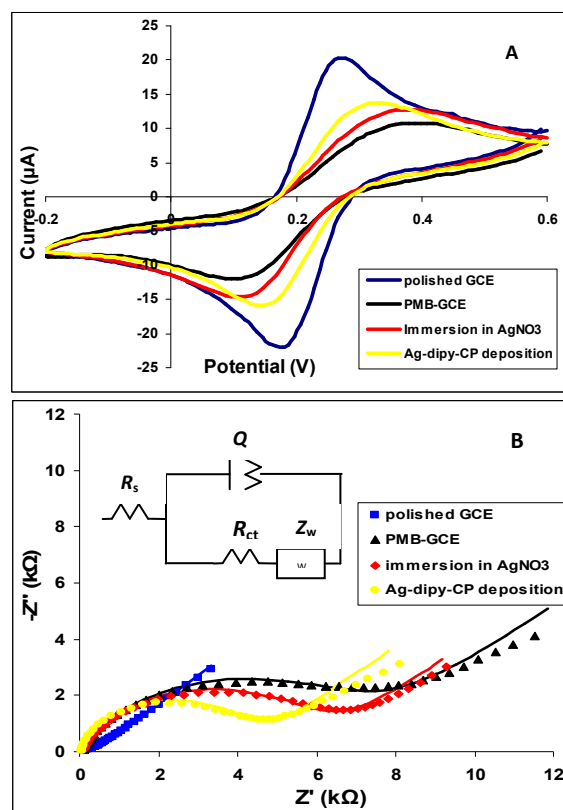 A
Current (µA)
25
20
15
10
5
0
-5
-10
-15
-20
-25
-0.2
0
0.2
0.4
0.6
Potential (V)
polished GCE
PMB-GCE
Immersion in AgNO3
Ag-dipy-CP deposition
B
-Z'' (kΩ)
12
10
8
6
4
2
0
0
2
4
6
8
10
12
Z' (kΩ)
Q
Rs
Rct
Zw
W
polished GCE
PMB-GCE
immersion in AgNO3
Ag-dipy-CP deposition